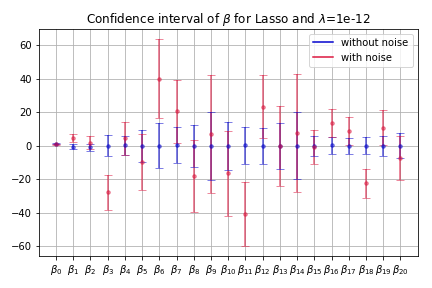 Confidence interval of β for Lasso and λ=1e-12
without noise
with noise
60
40
20
0
−20
−40
−60
β0 β1 β2 β3 β4 β5 β6 β7 β8 β9 β10 β11 β12 β13 β14 β15 β16 β17 β18 β19 β20